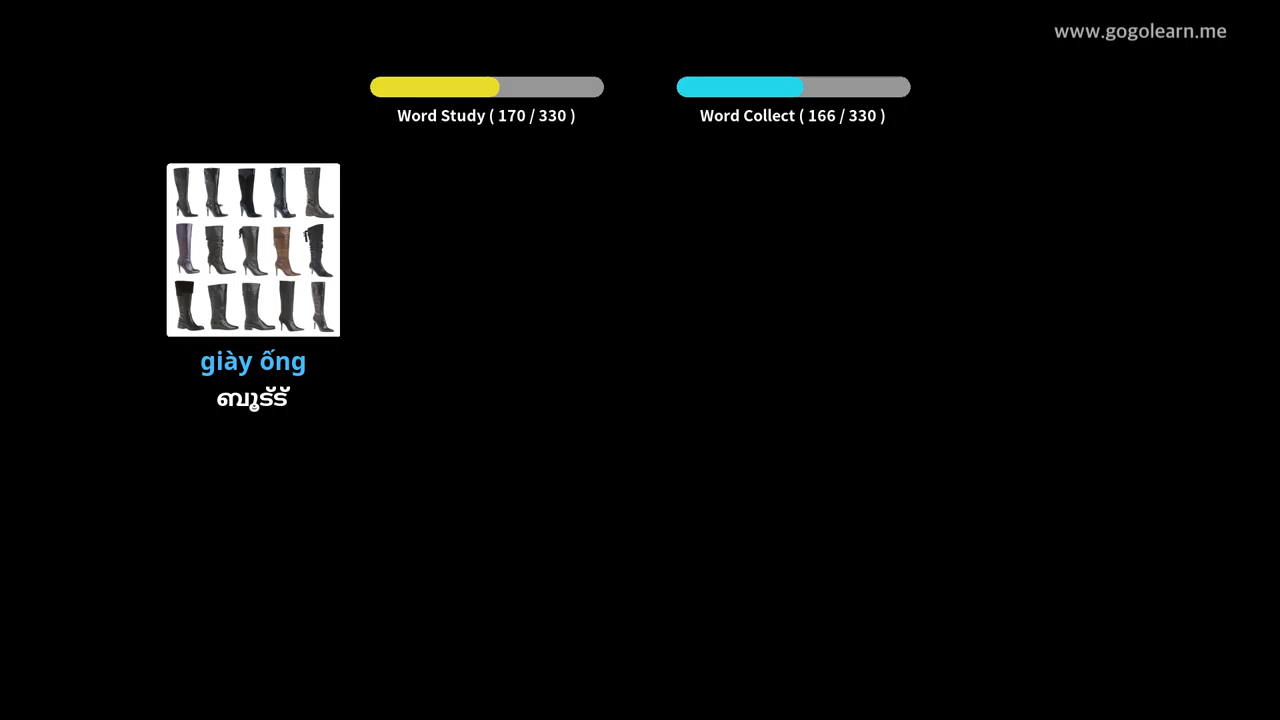 www.gogolearn.me
Word Study ( 170 / 330 )
Word Collect ( 166 / 330 )
giày ống
ബൂട്ട്